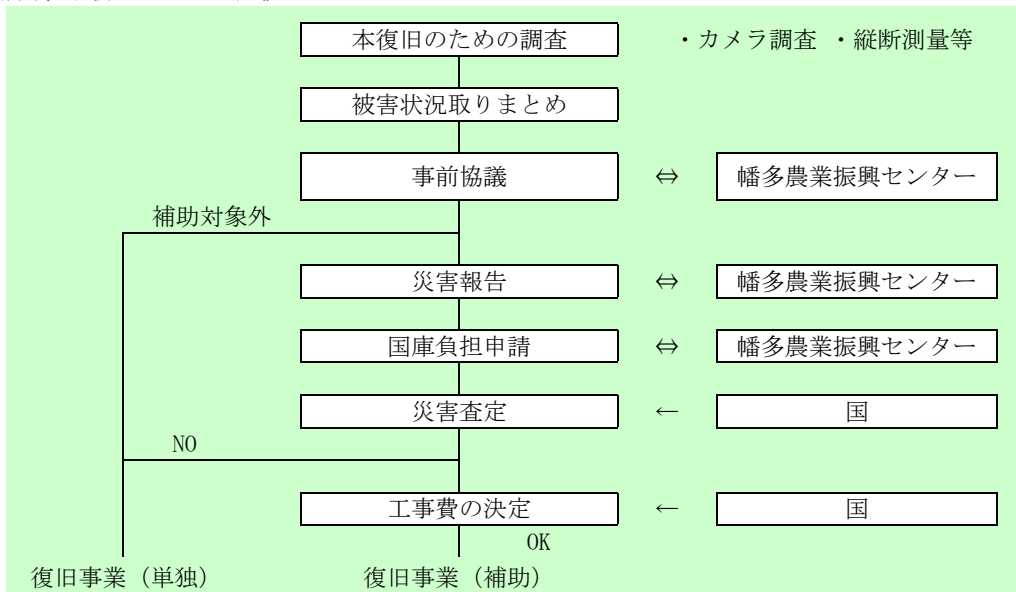 本復旧のための調査 ・カメラ調査 ・縦断測量等
被害状況取りまとめ
事前協議 ⇔ 幡多農業振興センター
補助対象外
災害報告 ⇔ 幡多農業振興センター
国庫負担申請 ⇔ 幡多農業振興センター
災害査定 ← 国
NO
工事費の決定 ← 国
OK
復旧事業（単独） 復旧事業（補助）